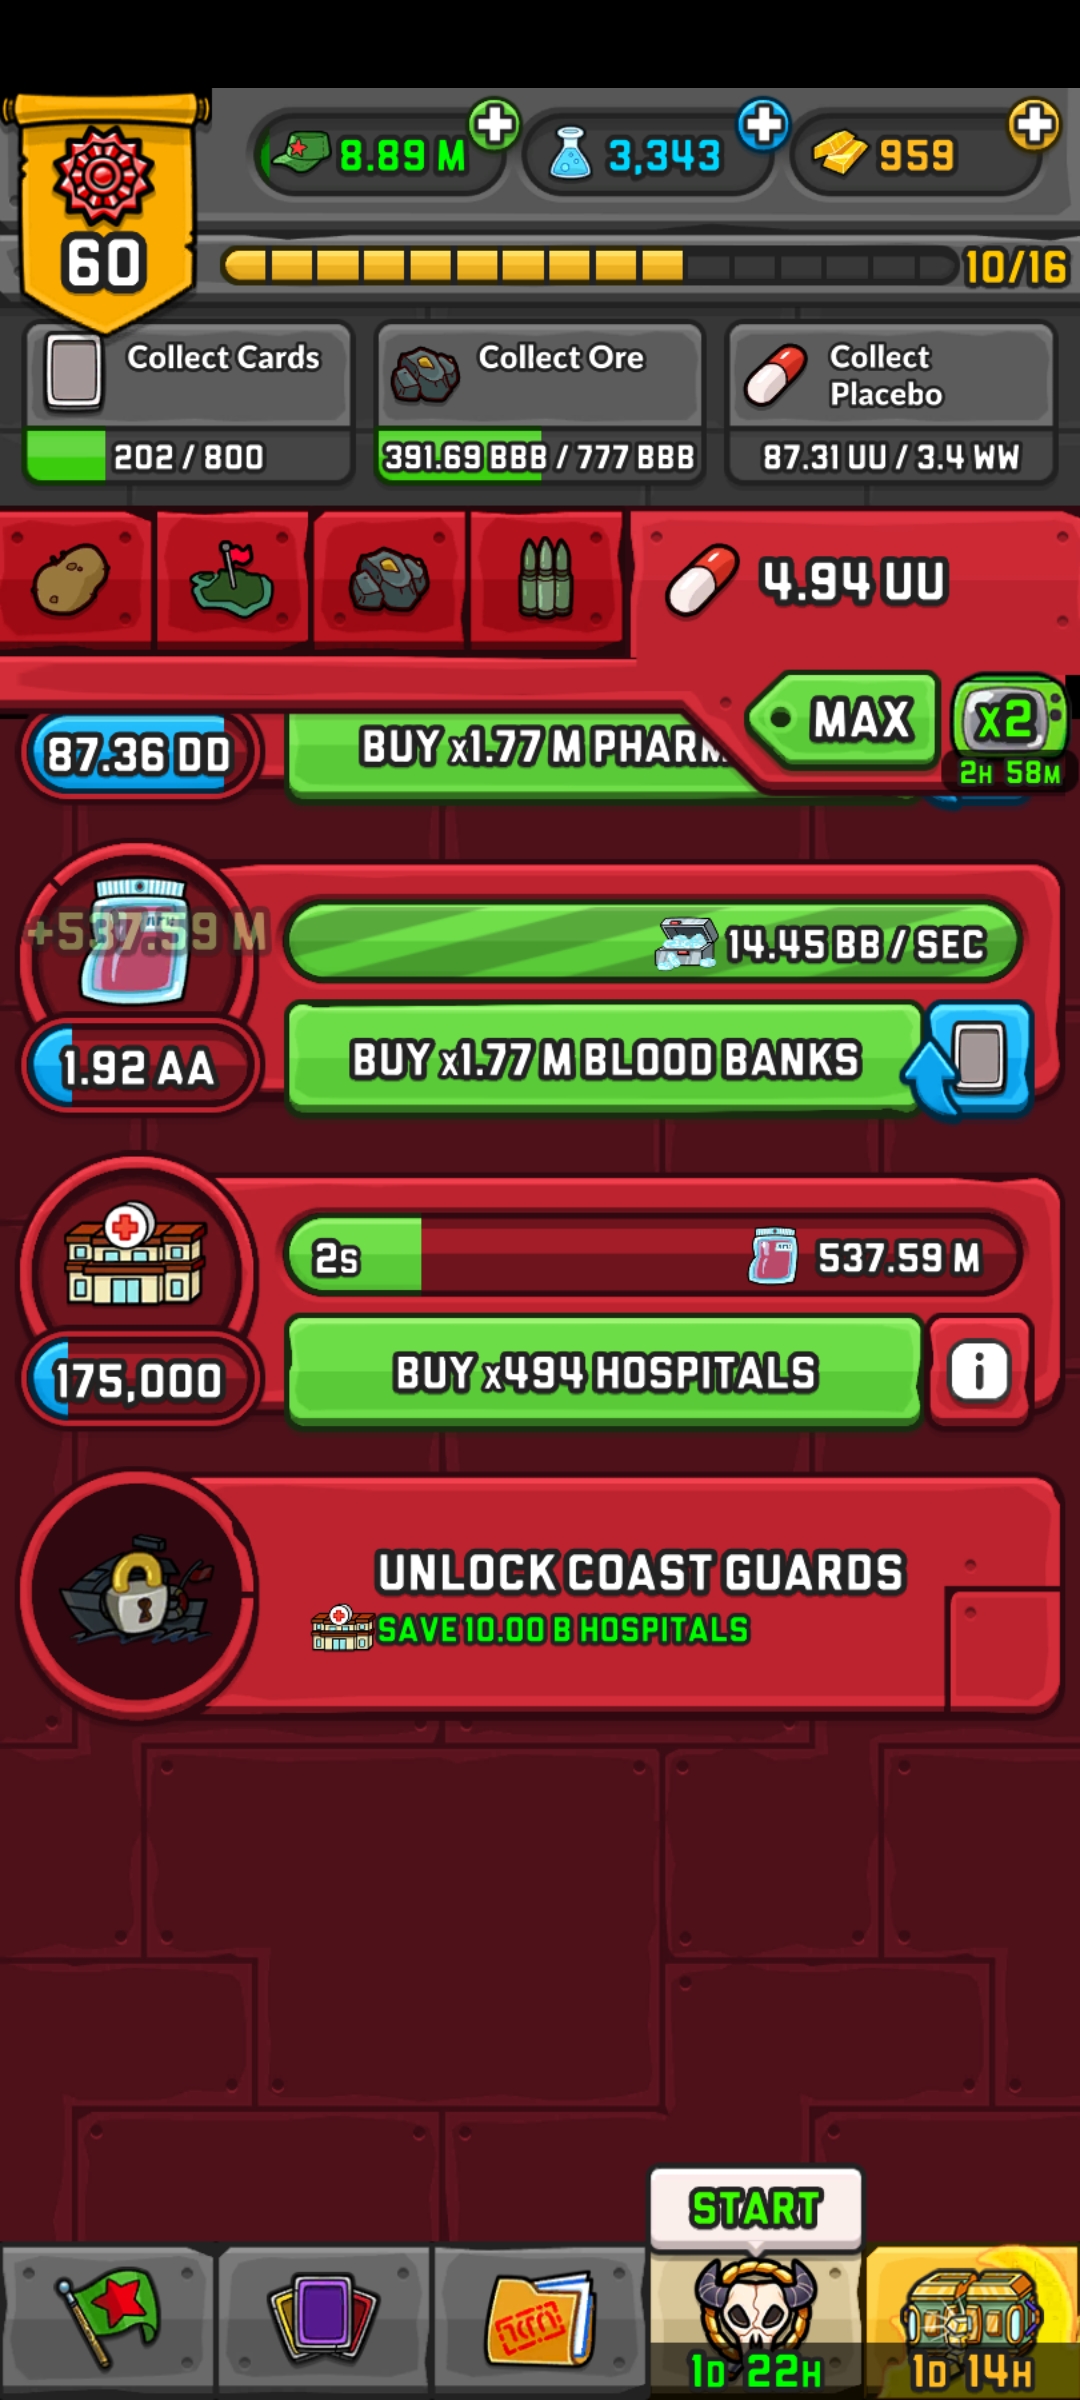 60
8.89 M
3,343
959
10/16
Collect Cards
202 / 800
Collect Ore
391.69 BBB / 777 BBB
Collect
Placebo
87.31 UU / 3.4 WW
4.94 UU
MAX
x2
2H 58M
87.36 DD
BUY x1.77 M PHARM
+537.59 M
14.45 BB / SEC
1.92 AA
BUY x1.77 M BLOOD BANKS
2s
537.59 M
175,000
BUY x494 HOSPITALS
i
UNLOCK COAST GUARDS
SAVE 10.00 B HOSPITALS
START
1D 22H
1D 14H